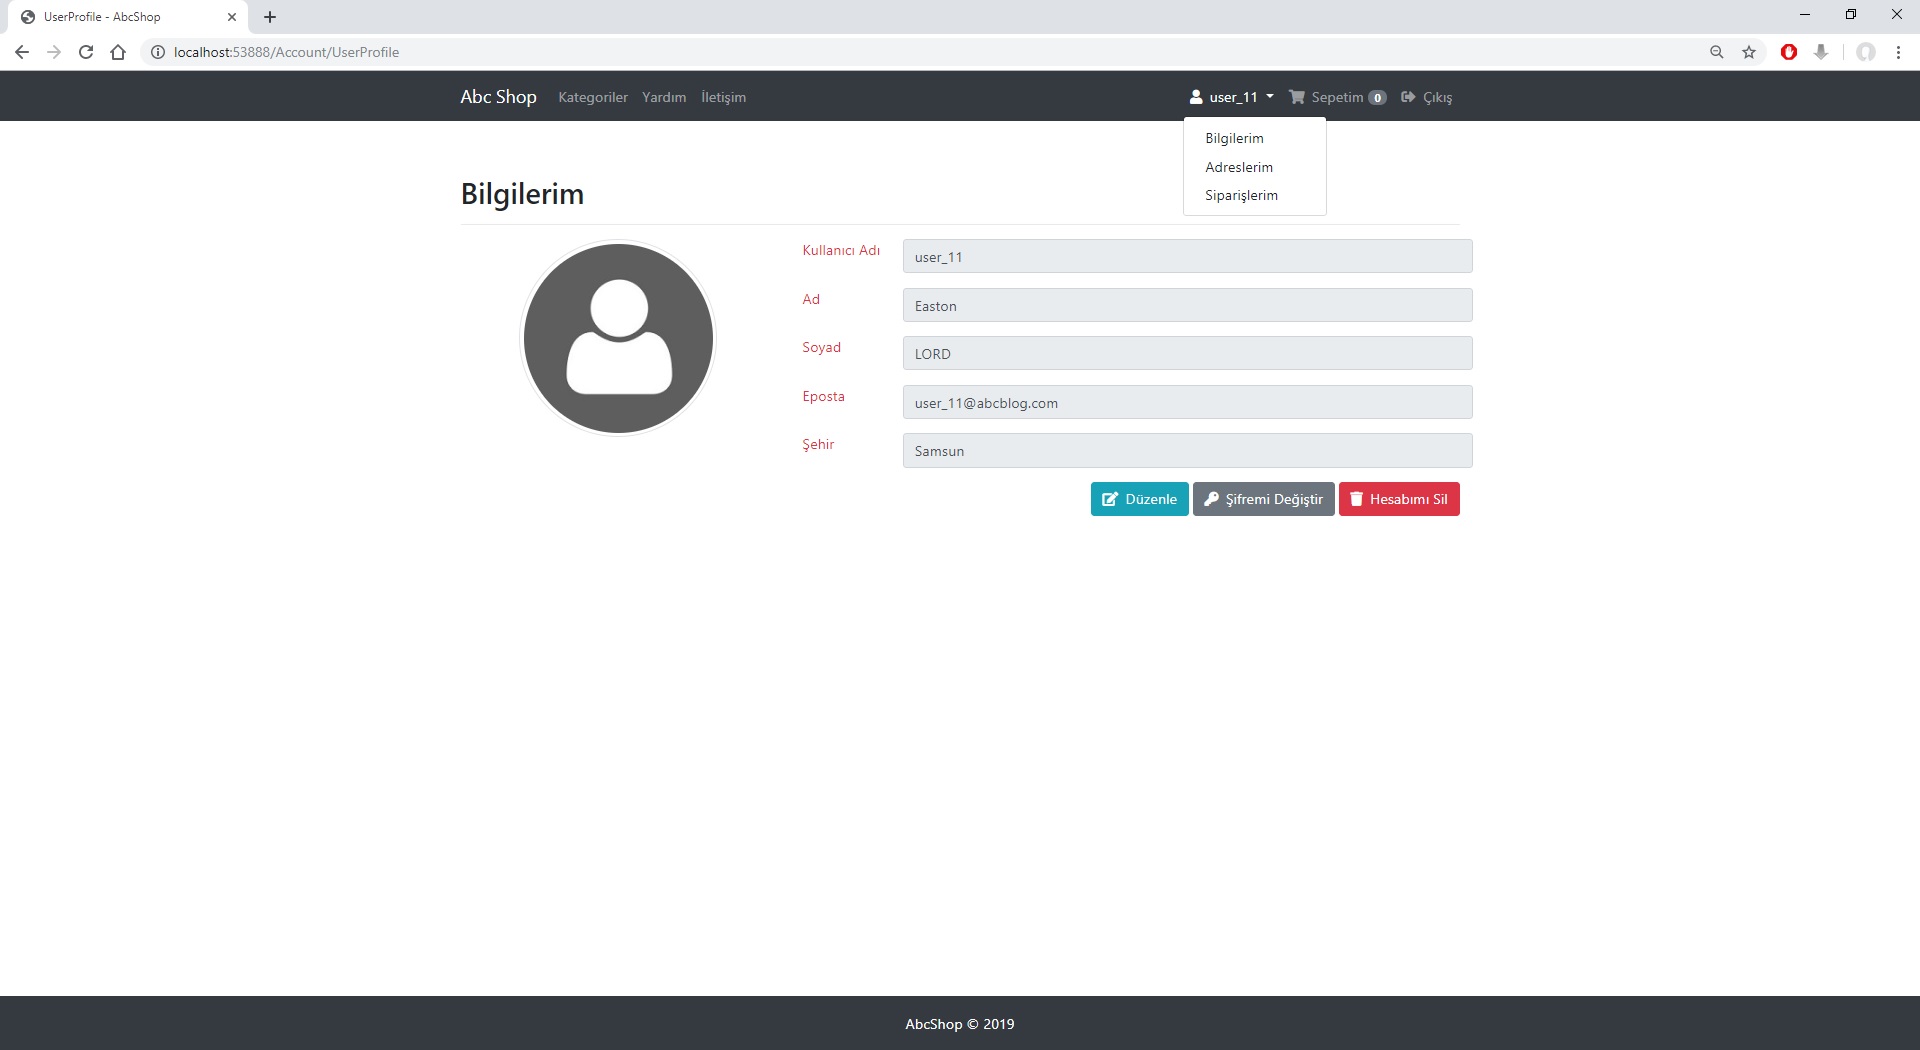 UserProfile - AbcShop
localhost:53888/Account/UserProfile
Abc Shop Kategoriler Yardım İletişim user_11 Sepetim 0 Çıkış
Bilgilerim
Adreslerim
Siparişlerim
Bilgilerim
Kullanıcı Adı user_11
Ad Easton
Soyad LORD
Eposta user_11@abcblog.com
Şehir Samsun
Düzenle Şifremi Değiştir Hesabımı Sil
AbcShop © 2019